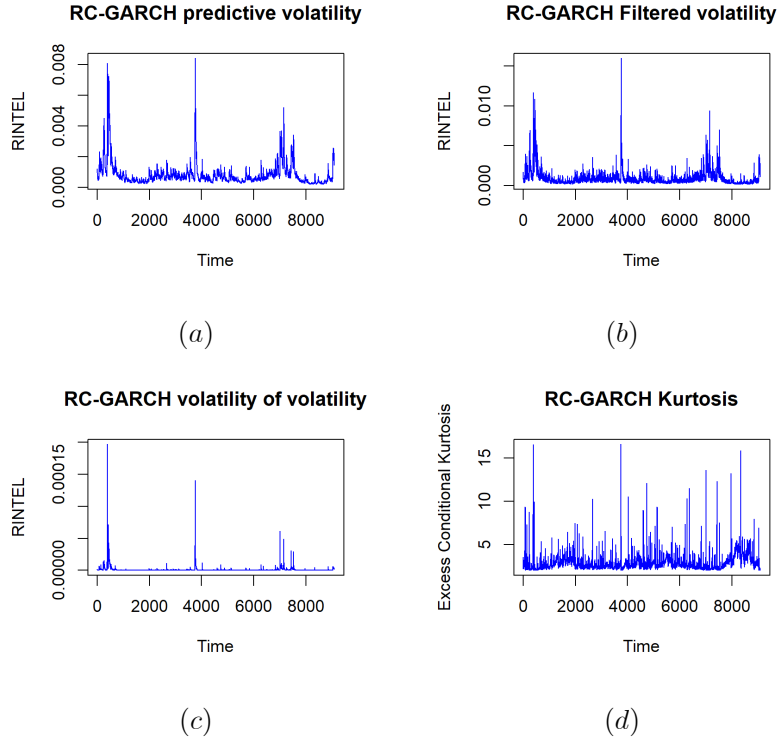 RC-GARCH predictive volatility
RINTEL
0.008
0.004
0.000
0 2000 4000 6000 8000
Time
(a)
RC-GARCH Filtered volatility
RINTEL
0.010
0.000
0 2000 4000 6000 8000
Time
(b)
RC-GARCH volatility of volatility
RINTEL
0.00015
0.00000
0 2000 4000 6000 8000
Time
(c)
RC-GARCH Kurtosis
Excess Conditional Kurtosis
15
10
5
0 2000 4000 6000 8000
Time
(d)